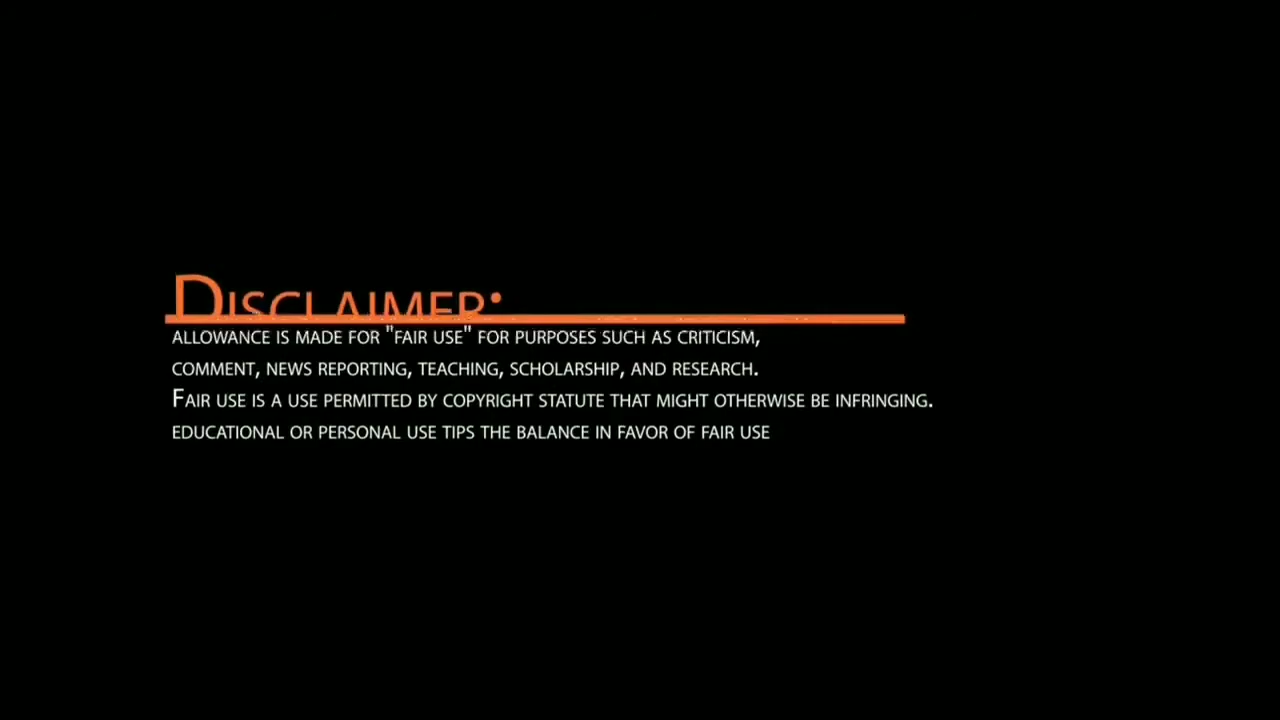 Disclaimer:
allowance is made for "fair use" for purposes such as criticism,
comment, news reporting, teaching, scholarship, and research.
Fair use is a use permitted by copyright statute that might otherwise be infringing.
educational or personal use tips the balance in favor of fair use